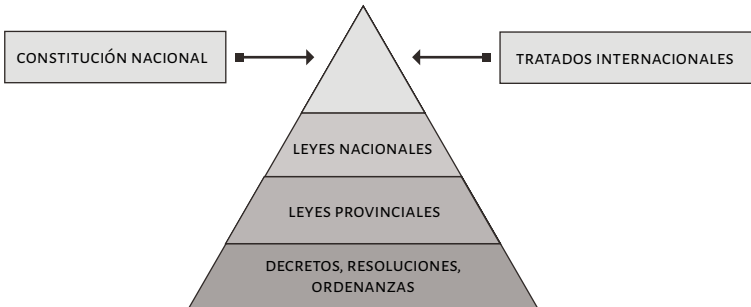 CONSTITUCIÓN NACIONAL
TRATADOS INTERNACIONALES
LEYES NACIONALES
LEYES PROVINCIALES
DECRETOS, RESOLUCIONES,
ORDENANZAS